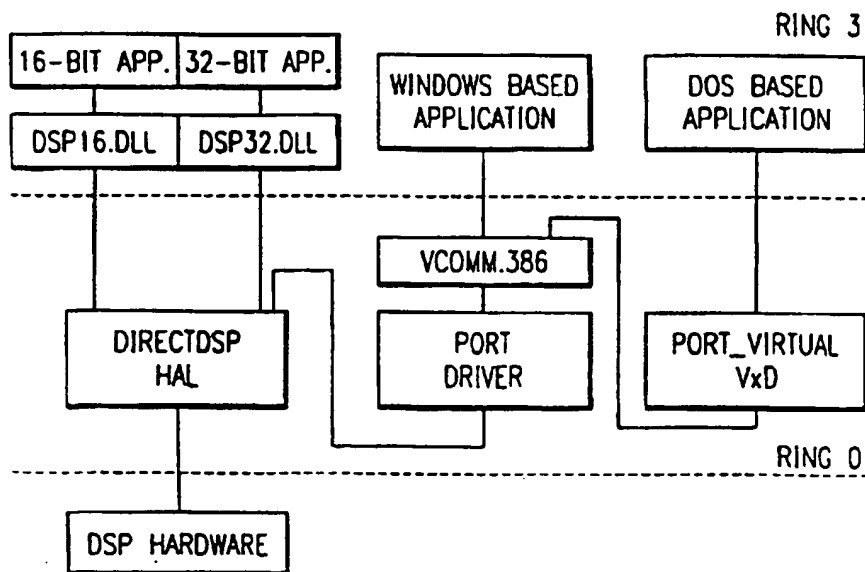 RING 3
16-BIT APP. 32-BIT APP.
WINDOWS BASED
APPLICATION
DOS BASED
APPLICATION
DSP16.DLL DSP32.DLL
VCOMM.386
DIRECTDSP
HAL
PORT
DRIVER
PORT_VIRTUAL
VxD
RING 0
DSP HARDWARE